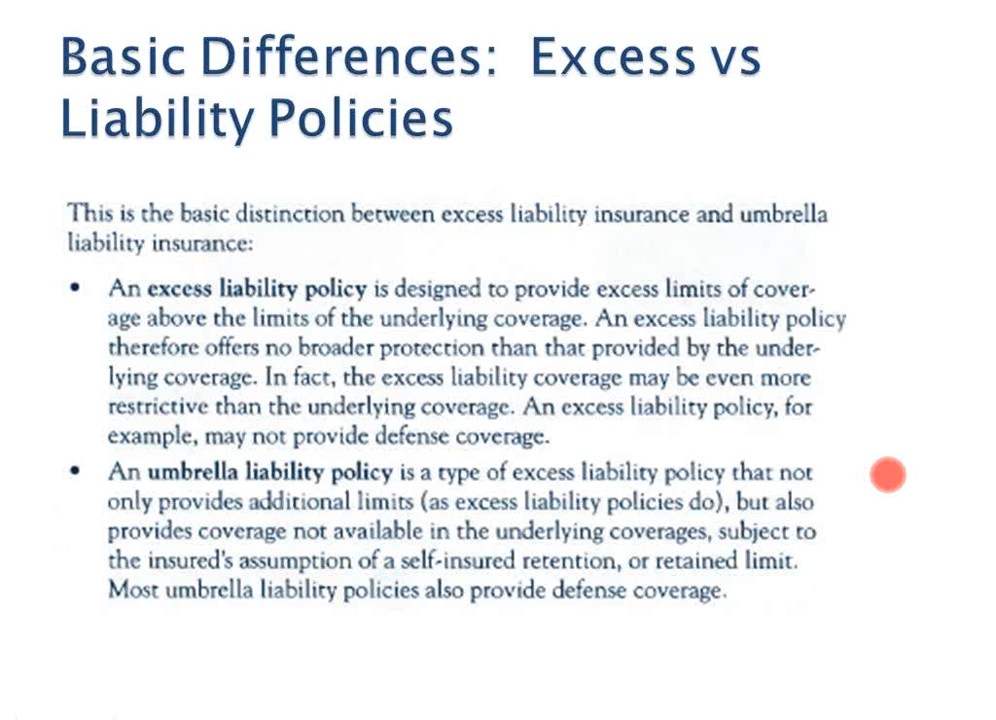 Basic Differences: Excess vs
Liability Policies
This is the basic distinction between excess liability insurance and umbrella
liability insurance:
• An excess liability policy is designed to provide excess limits of cover-
age above the limits of the underlying coverage. An excess liability policy
therefore offers no broader protection than that provided by the under-
lying coverage. In fact, the excess liability coverage may be even more
restrictive than the underlying coverage. An excess liability policy, for
example, may not provide defense coverage.
• An umbrella liability policy is a type of excess liability policy that not
only provides additional limits (as excess liability policies do), but also
provides coverage not available in the underlying coverages, subject to
the insured's assumption of a self-insured retention, or retained limit.
Most umbrella liability policies also provide defense coverage.